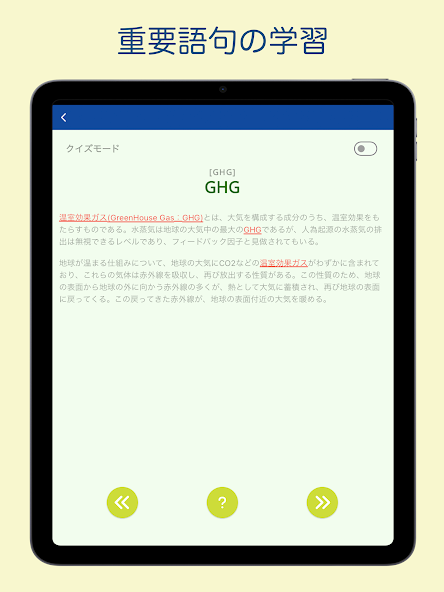 重要語句の学習
クイズモード
[GHG]
GHG
温室効果ガス(GreenHouse Gas：GHG)とは、大気を構成する成分のうち、温室効果をも
たらすものである。水蒸気は地球の大気中の最大のGHGであるが、人為起源の水蒸気の排
出は無視できるレベルであり、フィードバック因子と見做されてもいる。
地球が温まる仕組みについて、地球の大気にCO2などの温室効果ガスがわずかに含まれて
おり、これらの気体は赤外線を吸収し、再び放出する性質がある。この性質のため、地球
の表面から地球の外に向かう赤外線の多くが、熱として大気に蓄積され、再び地球の表面
に戻ってくる。この戻ってきた赤外線が、地球の表面付近の大気を暖める。
?